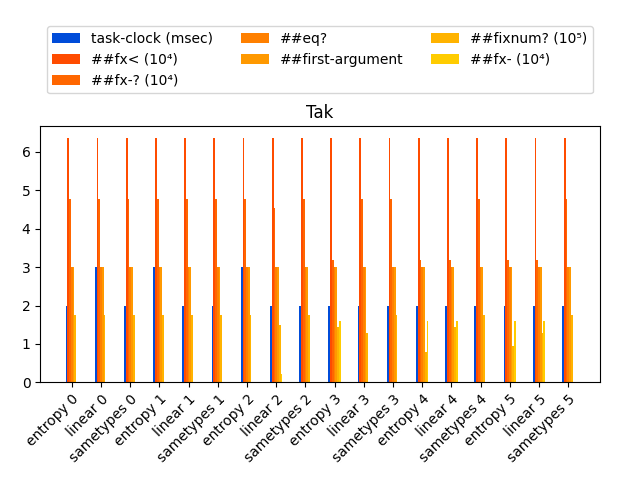 task-clock (msec) ##eq? ##fixnum? (10⁵)
##fx< (10⁴) ##first-argument ##fx- (10⁴)
##fx-? (10⁴)
Tak
6
5
4
3
2
1
0
entropy 0
linear 0
sametypes 0
entropy 1
linear 1
sametypes 1
entropy 2
linear 2
sametypes 2
entropy 3
linear 3
sametypes 3
entropy 4
linear 4
sametypes 4
entropy 5
linear 5
sametypes 5